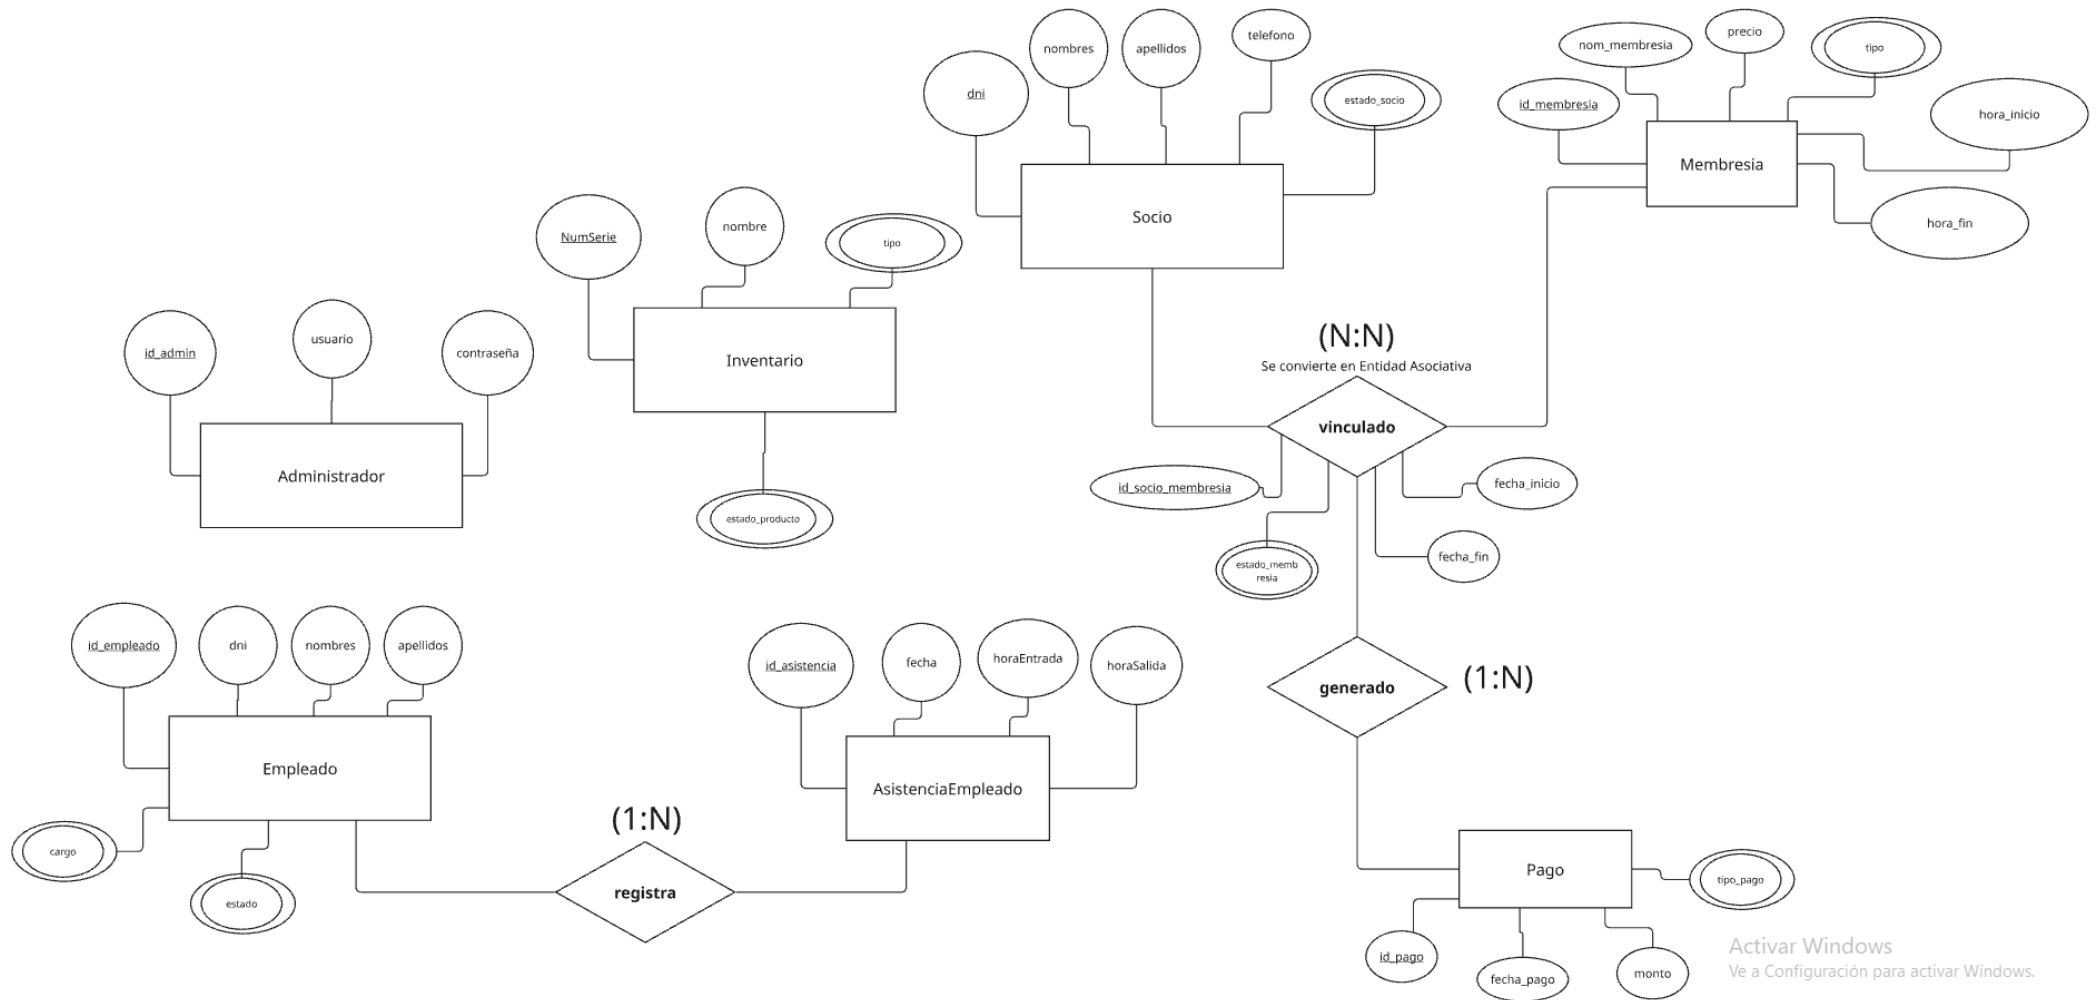 nombres
apellidos
telefono
dni
estado_socio
Socio
nom_membresia
precio
tipo
id_membresia
hora_inicio
Membresia
hora_fin
NumSerie
nombre
tipo
Inventario
estado_producto
id_admin
usuario
contraseña
Administrador
(N:N)
Se convierte en Entidad Asociativa
vinculado
id_socio_membresia
fecha_inicio
estado_memb
resia
fecha_fin
id_empleado
dni
nombres
apellidos
Empleado
cargo
estado
(1:N)
registra
id_asistencia
fecha
horaEntrada
horaSalida
AsistenciaEmpleado
generado
(1:N)
Pago
tipo_pago
id_pago
fecha_pago
monto
Activar Windows
Ve a Configuración para activar Windows.